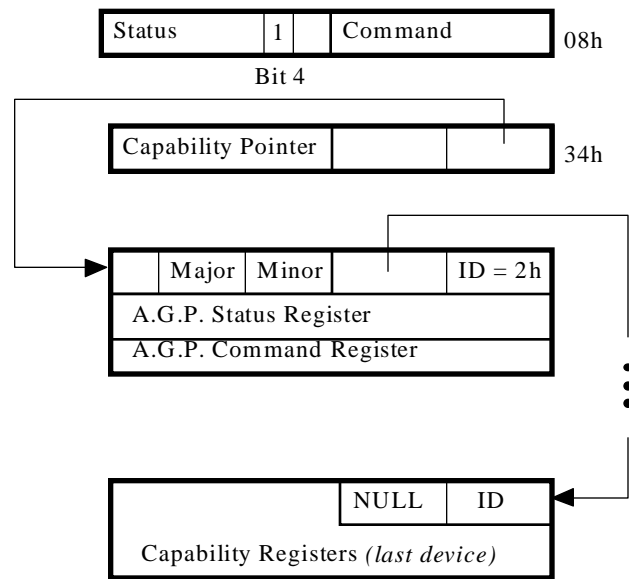 Status 1 Command 08h
Bit 4
Capability Pointer 34h
Major Minor ID = 2h
A.G.P. Status Register
A.G.P. Command Register
NULL ID
Capability Registers (last device)